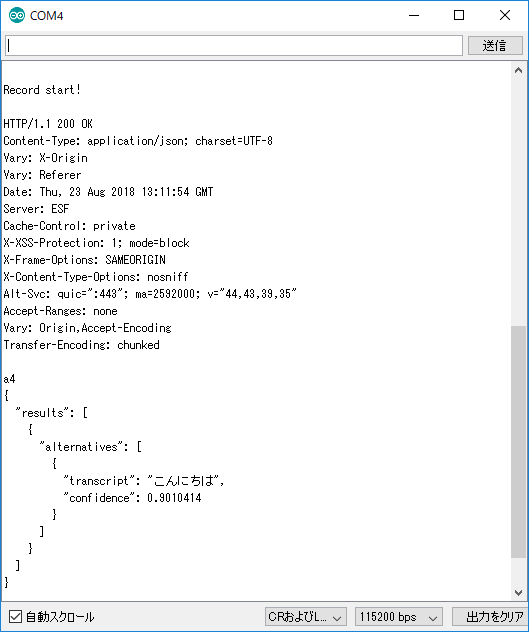 COM4
送信
Record start!
HTTP/1.1 200 OK
Content-Type: application/json; charset=UTF-8
Vary: X-Origin
Vary: Referer
Date: Thu, 23 Aug 2018 13:11:54 GMT
Server: ESF
Cache-Control: private
X-XSS-Protection: 1; mode=block
X-Frame-Options: SAMEORIGIN
X-Content-Type-Options: nosniff
Alt-Svc: quic=":443"; ma=2592000; v="44,43,39,35"
Accept-Ranges: none
Vary: Origin,Accept-Encoding
Transfer-Encoding: chunked
a4
{
  "results": [
    {
      "alternatives": [
        {
          "transcript": "こんにちは",
          "confidence": 0.9010414
        }
      ]
    }
  ]
}
自動スクロール CRおよびL... 115200 bps 出力をクリア